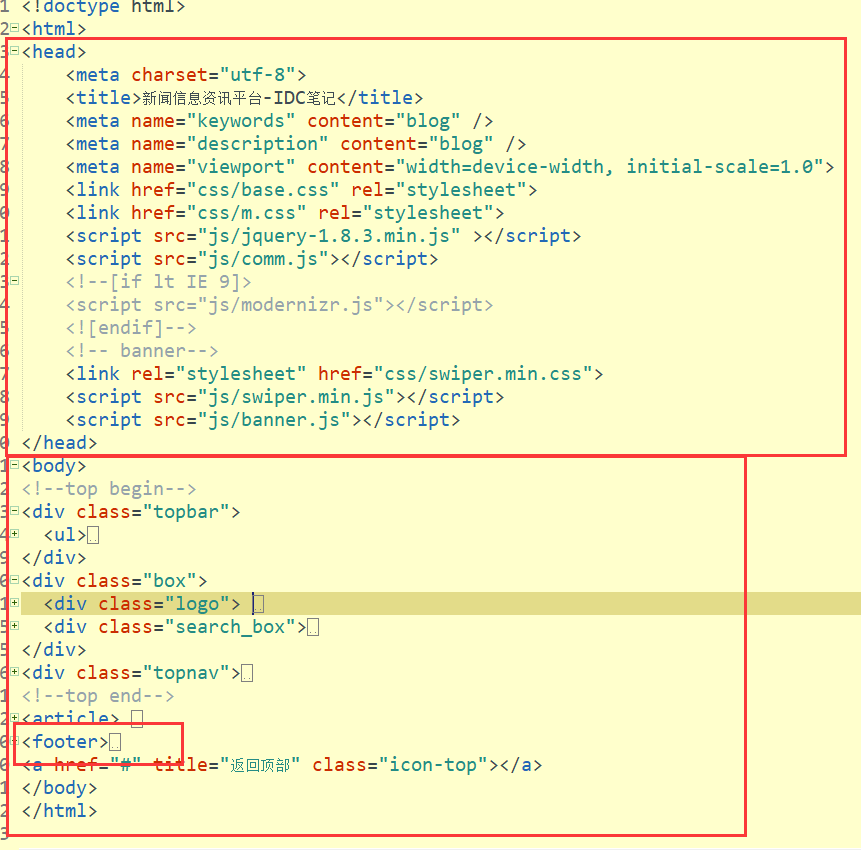 1 <!doctype html>
2 <html>
3 <head>
4 <meta charset="utf-8">
5 <title>新闻信息资讯平台-IDC笔记</title>
6 <meta name="keywords" content="blog" />
7 <meta name="description" content="blog" />
8 <meta name="viewport" content="width=device-width, initial-scale=1.0">
9 <link href="css/base.css" rel="stylesheet">
0 <link href="css/m.css" rel="stylesheet">
1 <script src="js/jquery-1.8.3.min.js" ></script>
2 <script src="js/comm.js"></script>
3 <!--[if lt IE 9]>
4 <script src="js/modernizr.js"></script>
5 <![endif]-->
6 <!-- banner-->
7 <link rel="stylesheet" href="css/swiper.min.css">
8 <script src="js/swiper.min.js"></script>
9 <script src="js/banner.js"></script>
0 </head>
1 <body>
2 <!--top begin-->
3 <div class="topbar">
4 <ul>
9 </div>
0 <div class="box">
1 <div class="logo">
5 <div class="search_box">
5 </div>
6 <div class="topnav">
1 <!--top end-->
2 <article>
0 <footer>
0 <a href="#" title="返回顶部" class="icon-top"></a>
1 </body>
2 </html>
3